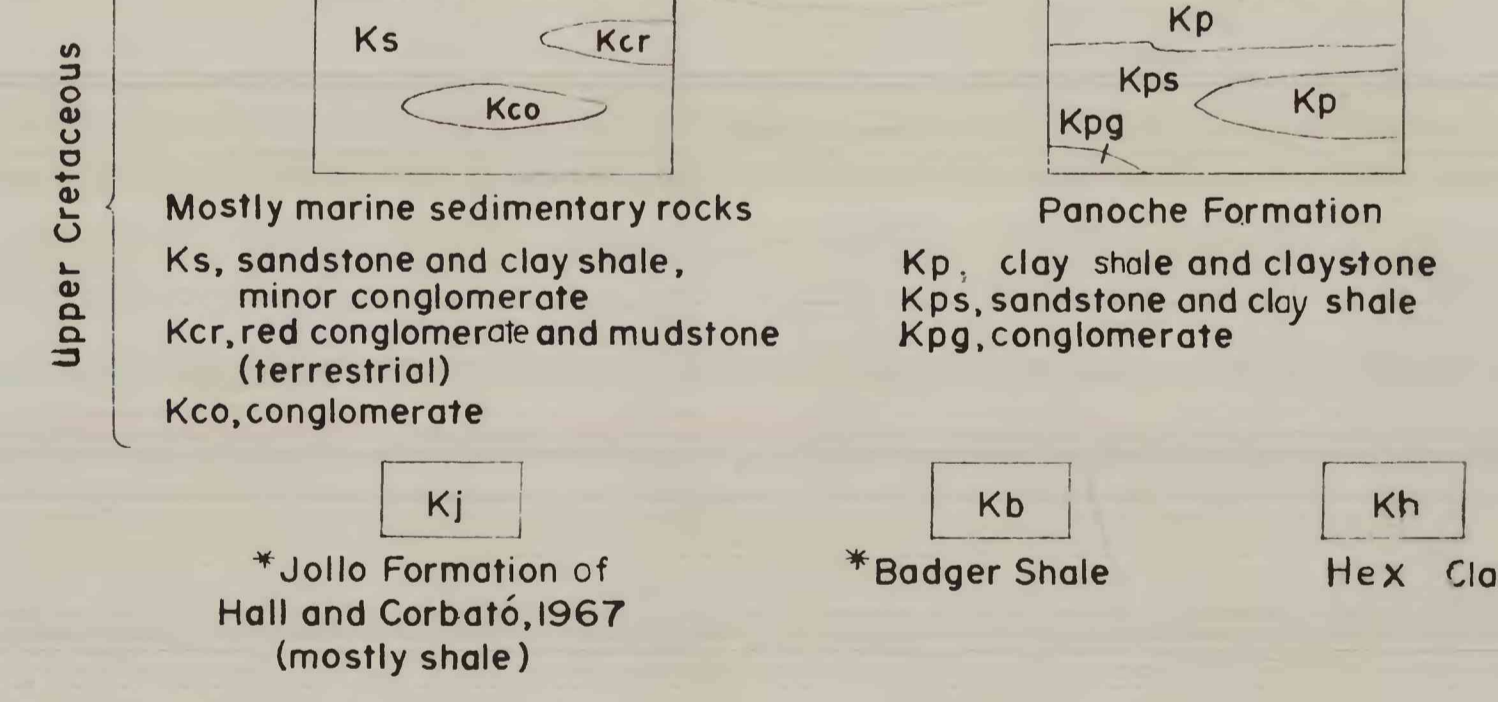 Upper Cretaceous
Ks
Kcr
Kco
Mostly marine sedimentary rocks
Ks, sandstone and clay shale,
minor conglomerate
Kcr, red conglomerate and mudstone
(terrestrial)
Kco, conglomerate
Kp
Kps
Kp
Kpg
Panoche Formation
Kp, clay shale and claystone
Kps, sandstone and clay shale
Kpg, conglomerate
Kj
*Jollo Formation of
Hall and Corbató, 1967
(mostly shale)
Kb
*Badger Shale
Kh
Hex Cla